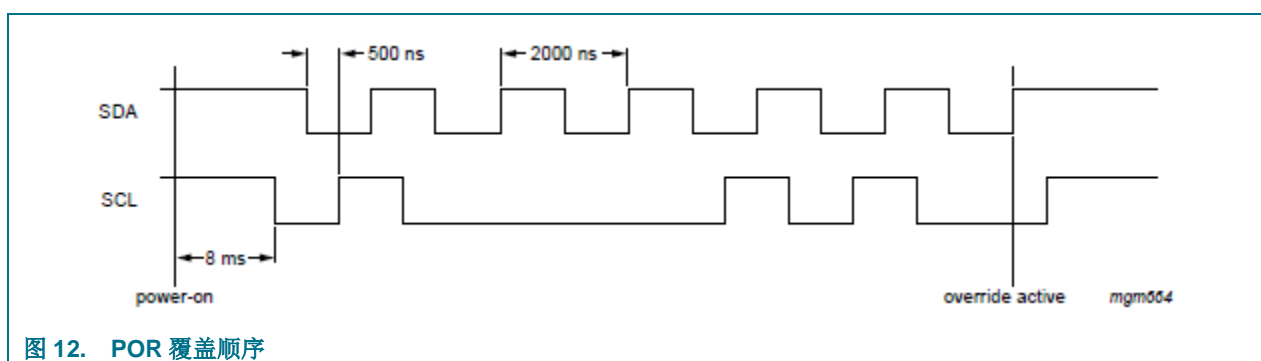 500 ns
2000 ns
SDA
SCL
8 ms
power-on
override active
mgm664
图 12. POR 覆盖顺序